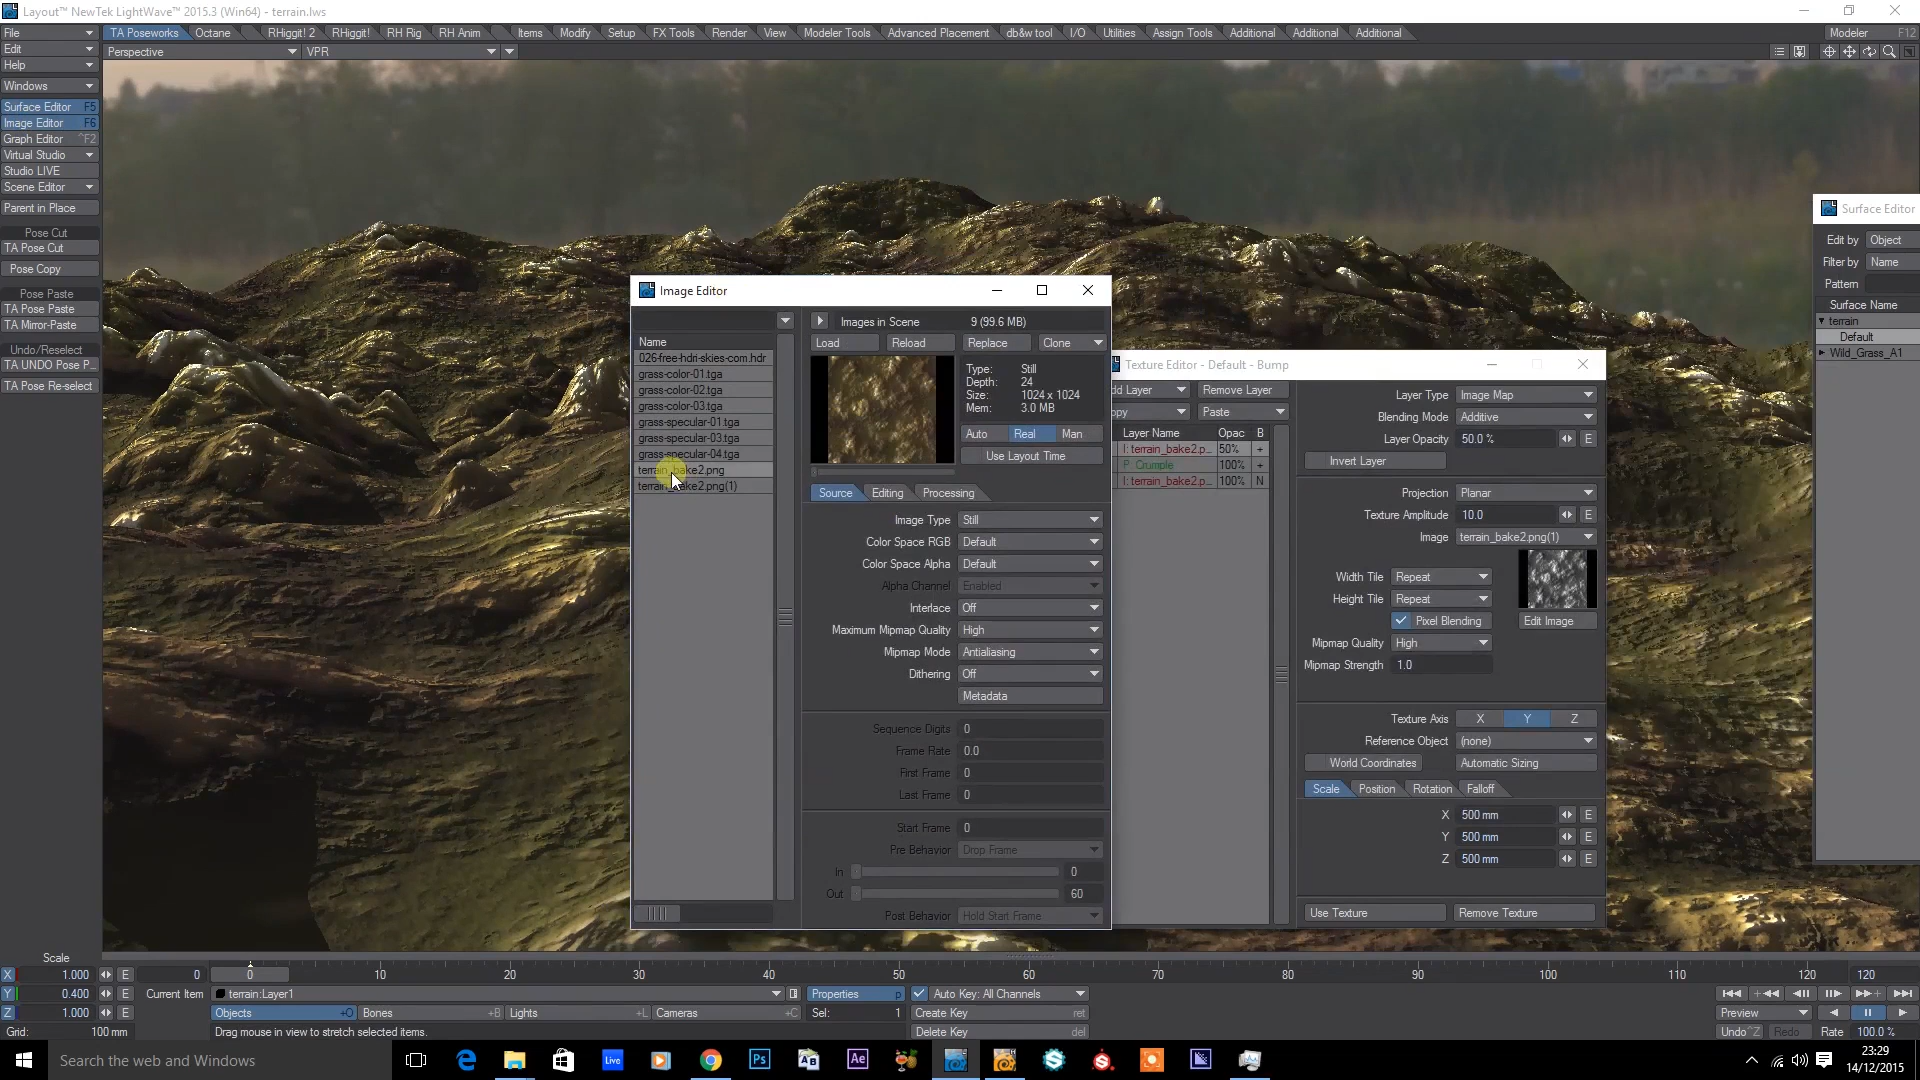 Layout™ NewTek LightWave™ 2015.3 (Win64) - terrain.lws
File TA Poseworks Octane RHiggit! 2 RHiggit! RH Rig RH Anim Items Modify Setup FX Tools Render View Modeler Tools Advanced Placement db&w tool I/O Utilities Assign Tools Additional Additional Additional Modeler F12
Edit Perspective VPR
Help
Windows
Surface Editor F5
Image Editor F6
Graph Editor ^F2
Virtual Studio
Studio LIVE
Scene Editor
Parent in Place
Pose Cut
TA Pose Cut
Pose Copy
Pose Paste
TA Pose Paste
TA Mirror-Paste
Undo/Reselect
TA UNDO Pose P...
TA Pose Re-select
Image Editor
Name
026-free-hdri-skies-com.hdr
grass-color-01.tga
grass-color-02.tga
grass-color-03.tga
grass-specular-01.tga
grass-specular-03.tga
grass-specular-04.tga
terrain_bake2.png
terrain_bake2.png(1)
Images in Scene 9 (99.6 MB)
Load Reload Replace Clone
Type: Still
Depth: 24
Size: 1024 x 1024
Mem: 3.0 MB
Auto Real Man
Use Layout Time
Source Editing Processing
Image Type Still
Color Space RGB Default
Color Space Alpha Default
Alpha Channel Enabled
Interlace Off
Maximum Mipmap Quality High
Mipmap Mode Antialiasing
Dithering Off
Metadata
Sequence Digits 0
Frame Rate 0.0
First Frame 0
Last Frame 0
Start Frame 0
Pre Behavior Drop Frame
In 0
Out 60
Post Behavior Hold Start Frame
Texture Editor - Default - Bump
dd Layer Remove Layer
opy Paste
Layer Name Opac B
I: terrain_bake2.p... 50% +
P Crumple 100% +
I: terrain_bake2.p... 100% N
Layer Type Image Map
Blending Mode Additive
Layer Opacity 50.0 % E
Invert Layer
Projection Planar
Texture Amplitude 10.0 E
Image terrain_bake2.png(1)
Width Tile Repeat
Height Tile Repeat
Pixel Blending Edit Image
Mipmap Quality High
Mipmap Strength 1.0
Texture Axis X Y Z
Reference Object (none)
World Coordinates Automatic Sizing
Scale Position Rotation Falloff
X 500 mm E
Y 500 mm E
Z 500 mm E
Use Texture Remove Texture
Surface Editor
Edit by Object
Filter by Name
Pattern
Surface Name
terrain
Default
Wild_Grass_A1
Scale
X 1.000 E 0 0 10 20 30 40 50 60 70 80 90 100 110 120 120
Y 0.400 E Current Item terrain:Layer1 Properties p Auto Key: All Channels
Z 1.000 E Objects +O Bones +B Lights +L Cameras +C Sel: 1 Create Key ret Preview
Grid: 100 mm Drag mouse in view to stretch selected items. Delete Key del Undo ^Z Redo Rate 100.0 %
Search the web and Windows
Live
Ps
Ae
23:29
14/12/2015